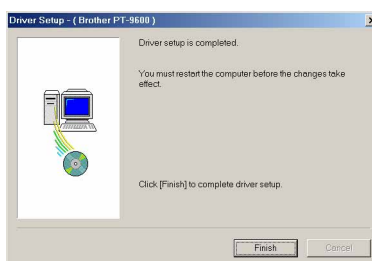 Driver Setup - ( Brother PT-9600 )
Driver setup is completed.
You must restart the computer before the changes take
effect.
Click [Finish] to complete driver setup.
Finish
Cancel